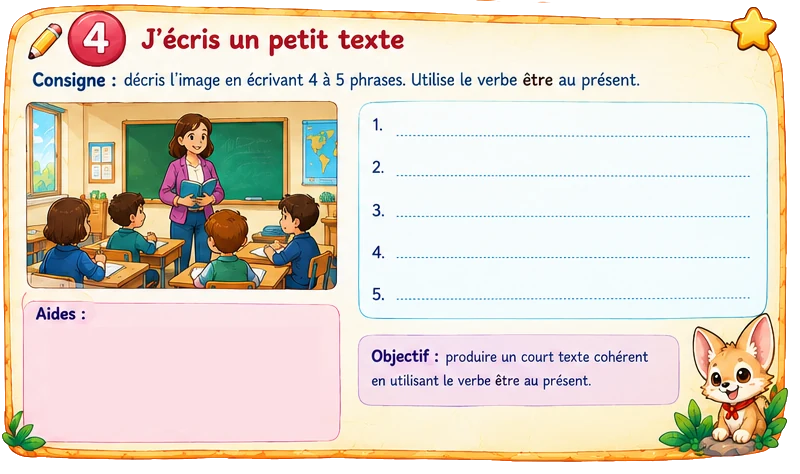 4 J'écris un petit texte
Consigne : décris l'image en écrivant 4 à 5 phrases. Utilise le verbe être au présent.
1.
2.
3.
4.
5.
Aides :
Objectif : produire un court texte cohérent
en utilisant le verbe être au présent.